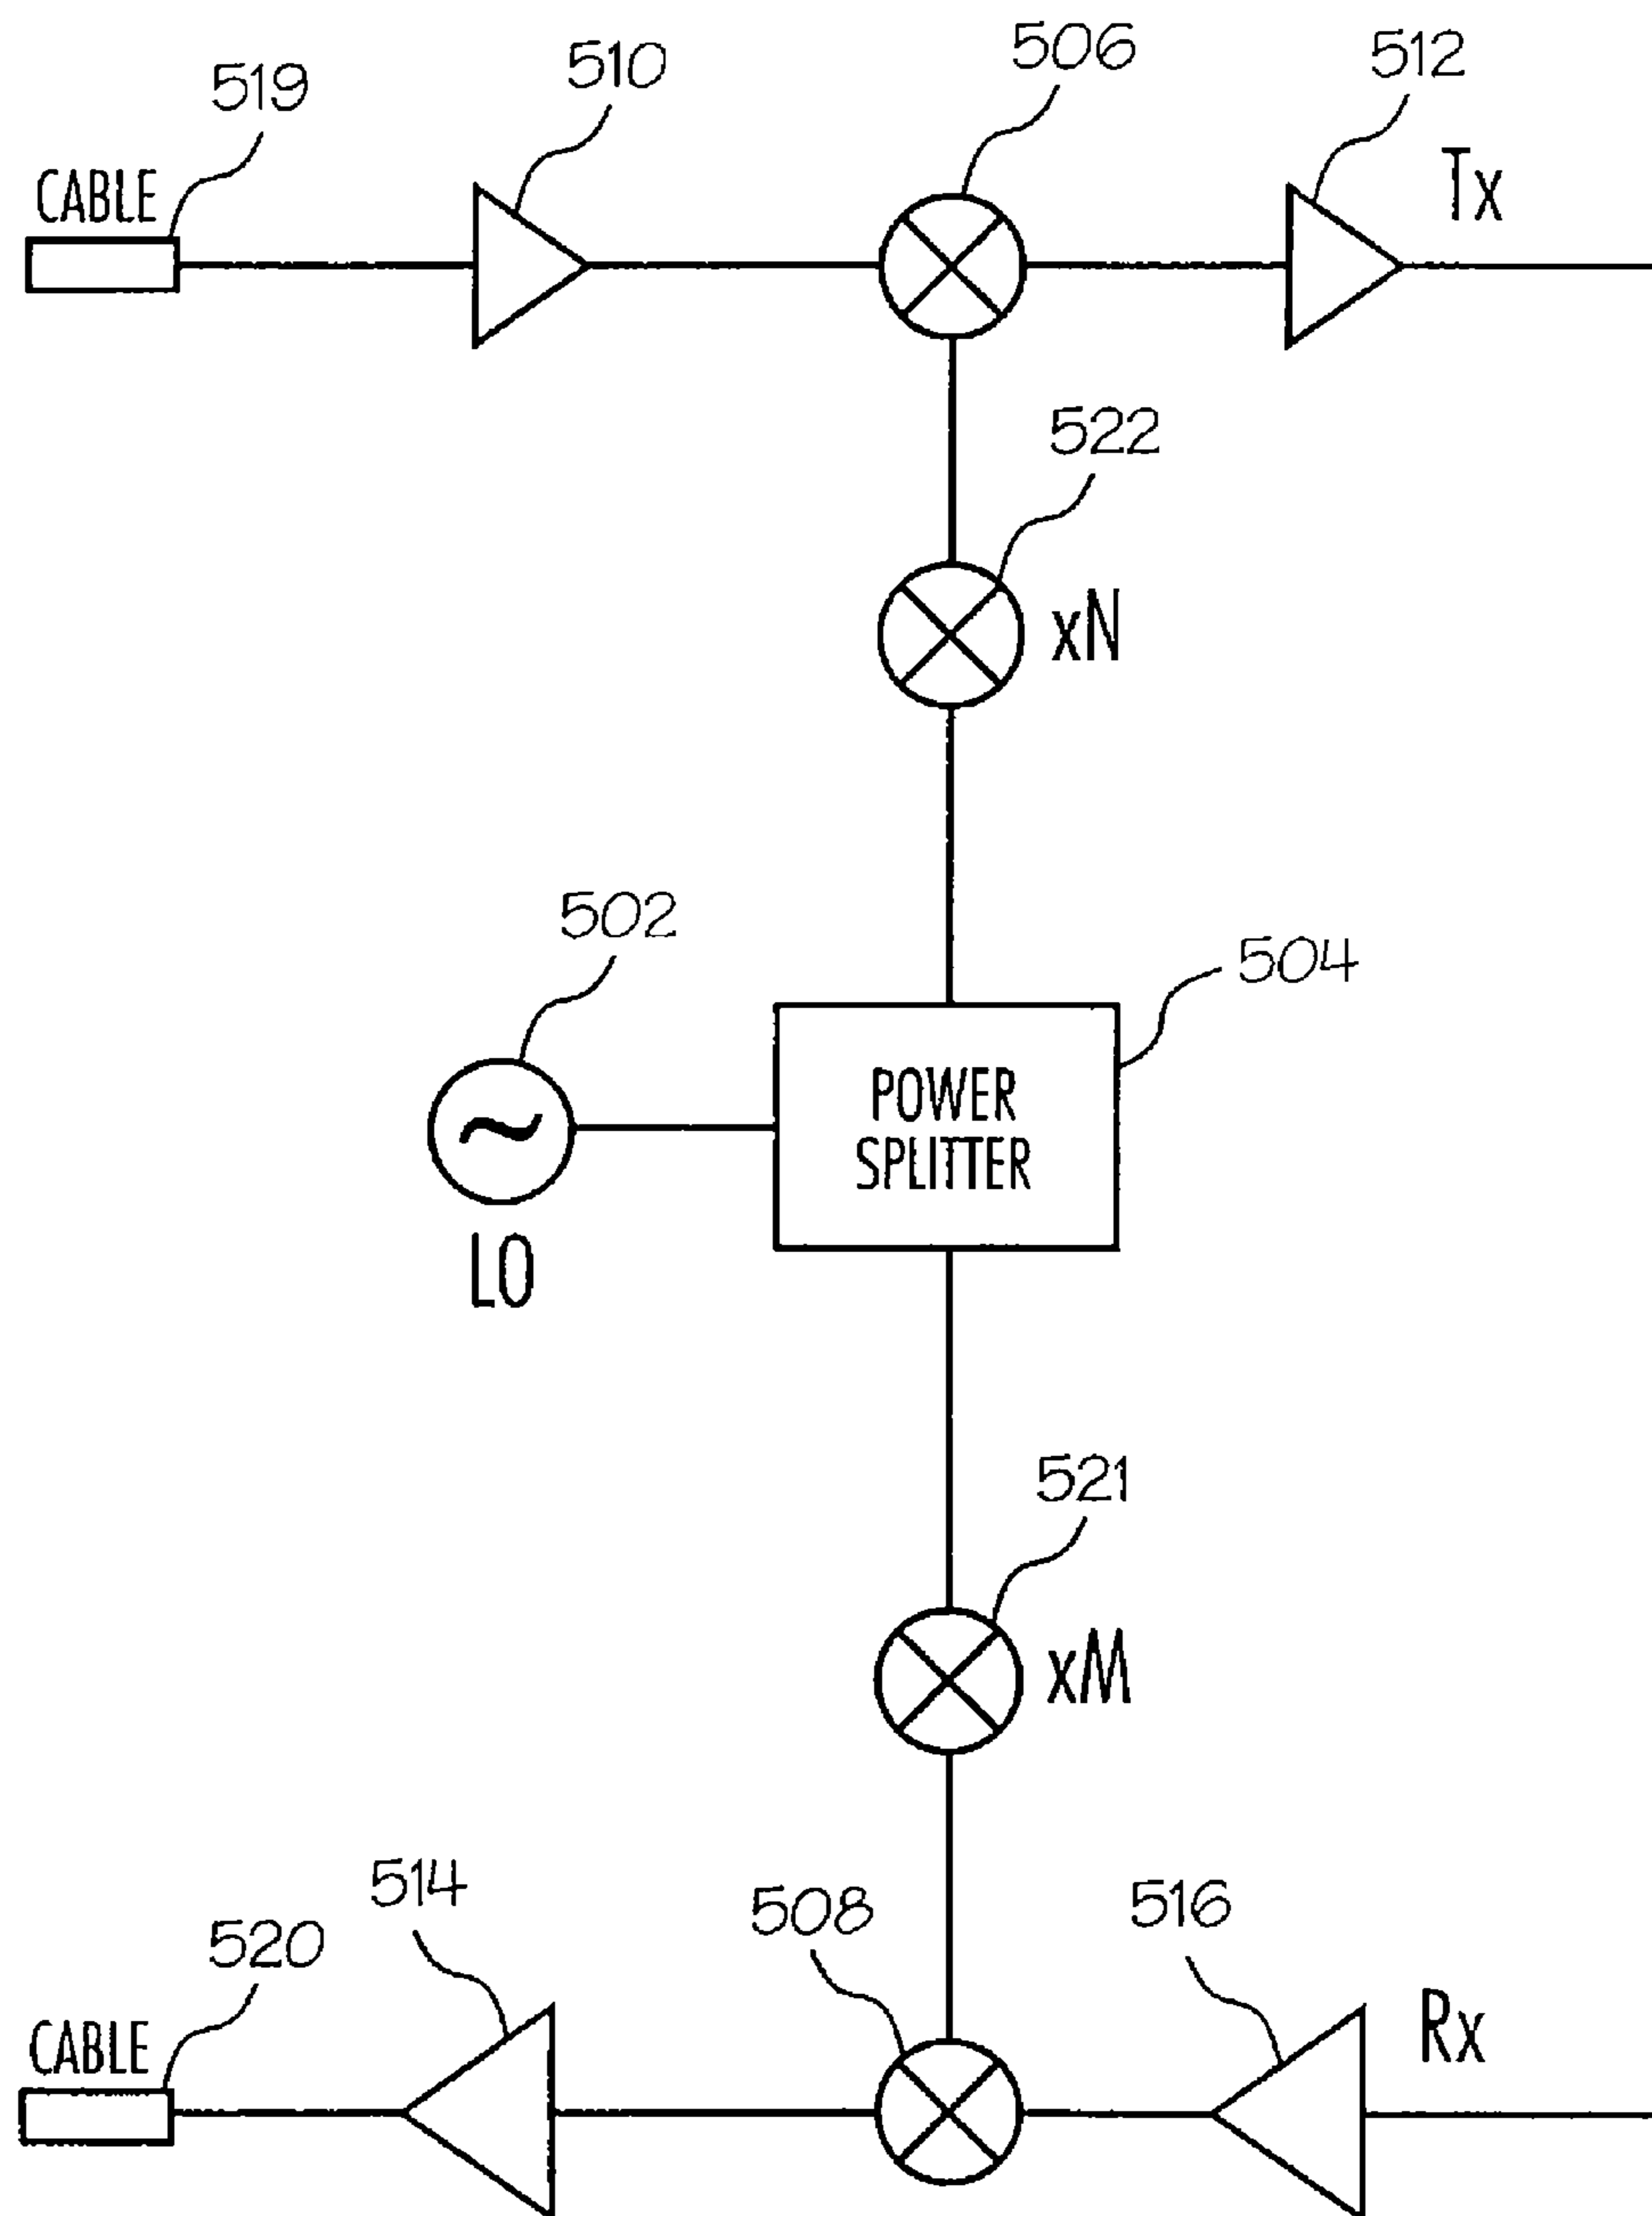 506
512
510
519
Tx
CABLE
522
xN
502
504
POWER
SPLITTER
LO
521
xM
514
508
516
520
Rx
CABLE